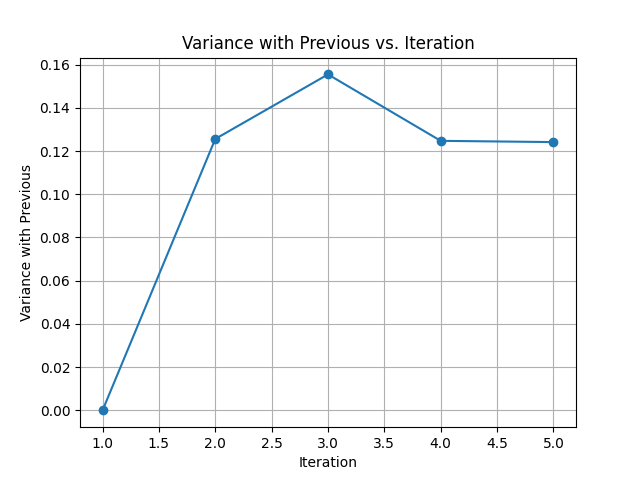 Variance with Previous vs. Iteration
Variance with Previous
0.16
0.14
0.12
0.10
0.08
0.06
0.04
0.02
0.00
1.0 1.5 2.0 2.5 3.0 3.5 4.0 4.5 5.0
Iteration